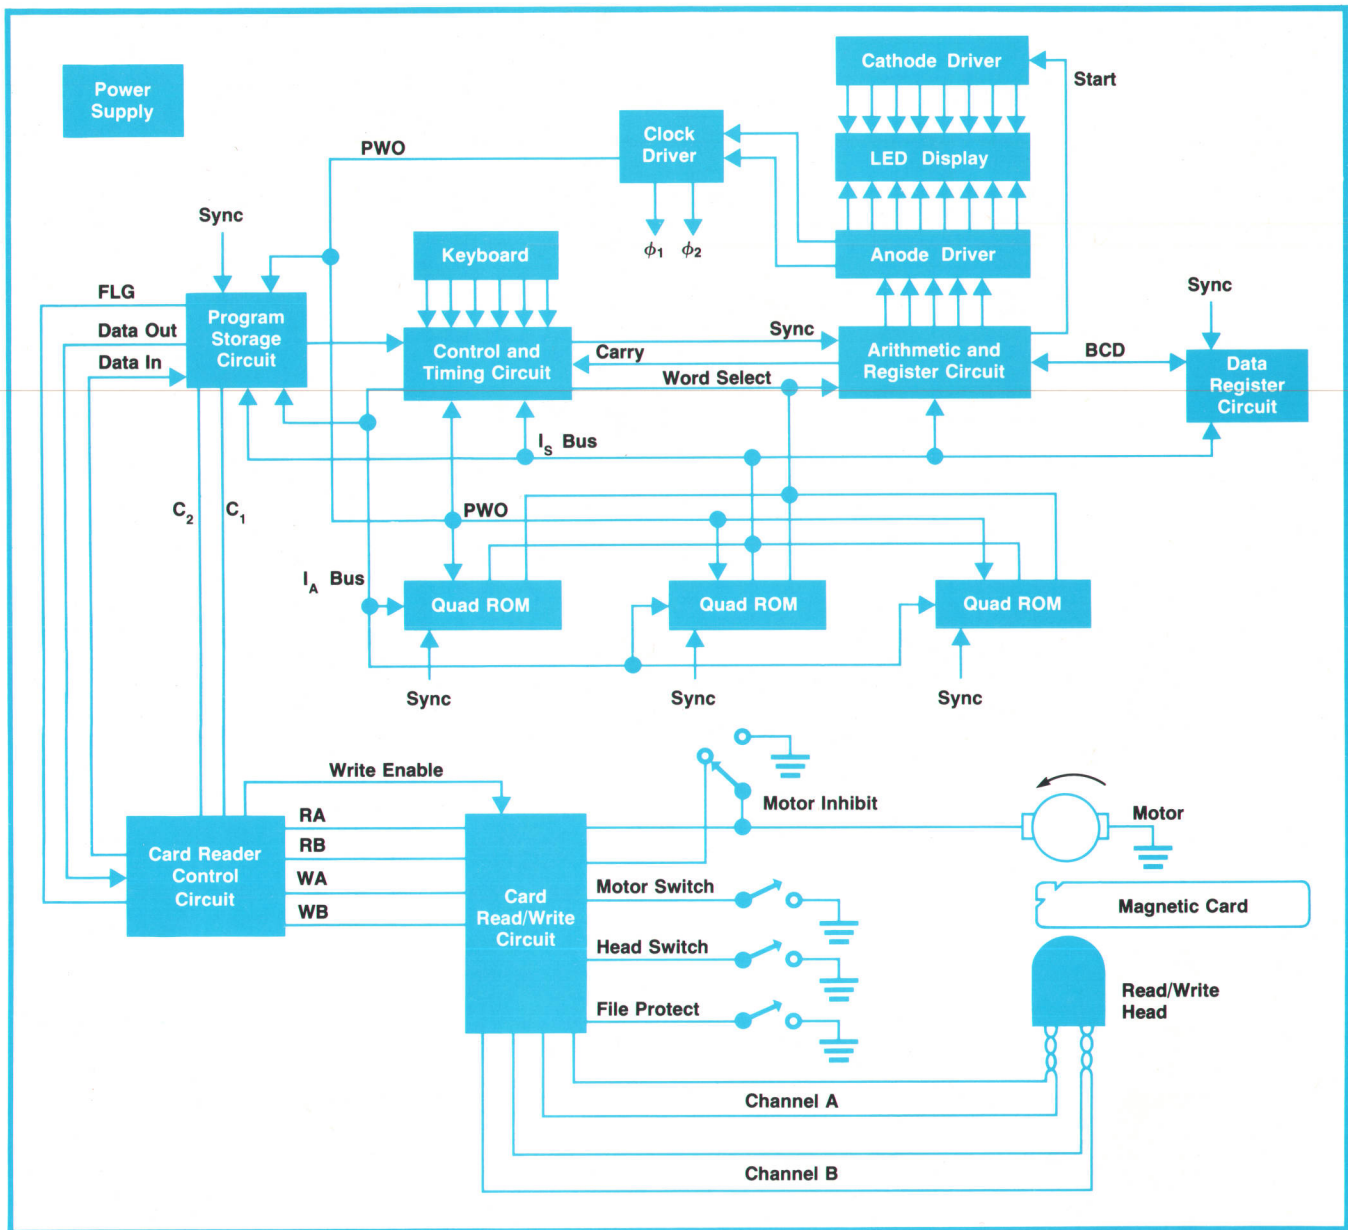 Power
Supply
Cathode Driver
Start
Clock
Driver
LED Display
PWO
Sync
ϕ1 ϕ2
Keyboard
Anode Driver
FLG
Program
Storage
Circuit
Data Out
Data In
Control and
Timing Circuit
Sync
Carry
Word Select
Arithmetic and
Register Circuit
BCD
Sync
Data
Register
Circuit
IS Bus
C2 C1
PWO
IA Bus
Quad ROM
Quad ROM
Quad ROM
Sync
Sync
Sync
Write Enable
Motor Inhibit
Motor
RA
RB
WA
WB
Card Reader
Control
Circuit
Card
Read/Write
Circuit
Motor Switch
Head Switch
File Protect
Magnetic Card
Read/Write
Head
Channel A
Channel B